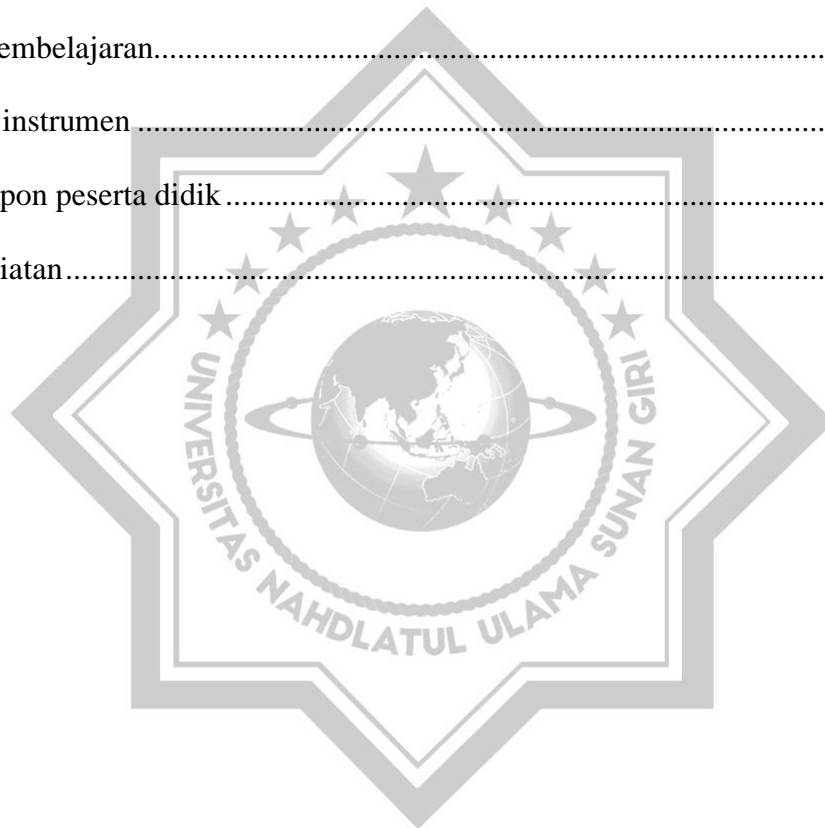 embelajaran..........................................................................................
instrumen ............................................................................................
pon peserta didik ................................................................................
iatan....................................................................................................
UNIVERSITAS NAHDLATUL ULAMA SUNAN GIRI